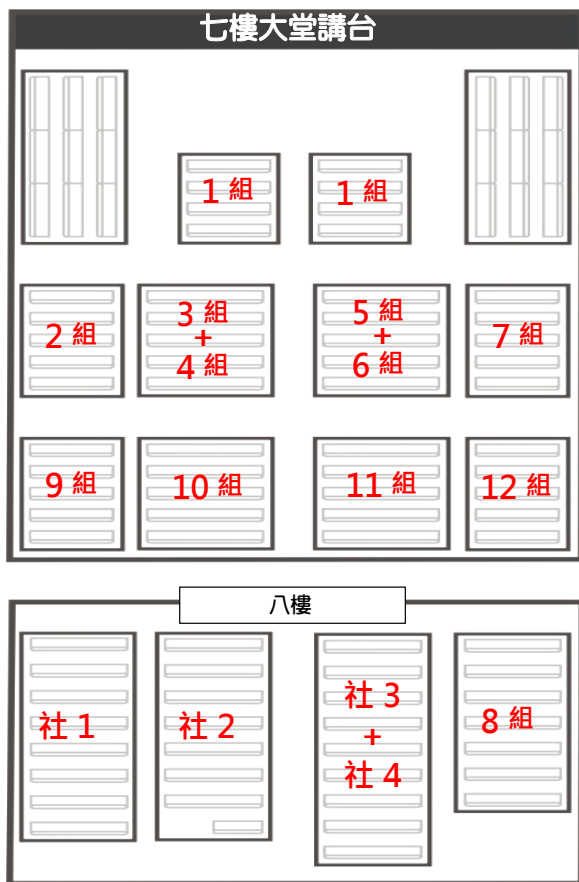 七樓大堂講台
1 組
1 組
2 組
3 組
+
4 組
5 組
+
6 組
7 組
9 組
10 組
11 組
12 組
八樓
社 1
社 2
社 3
+
社 4
8 組